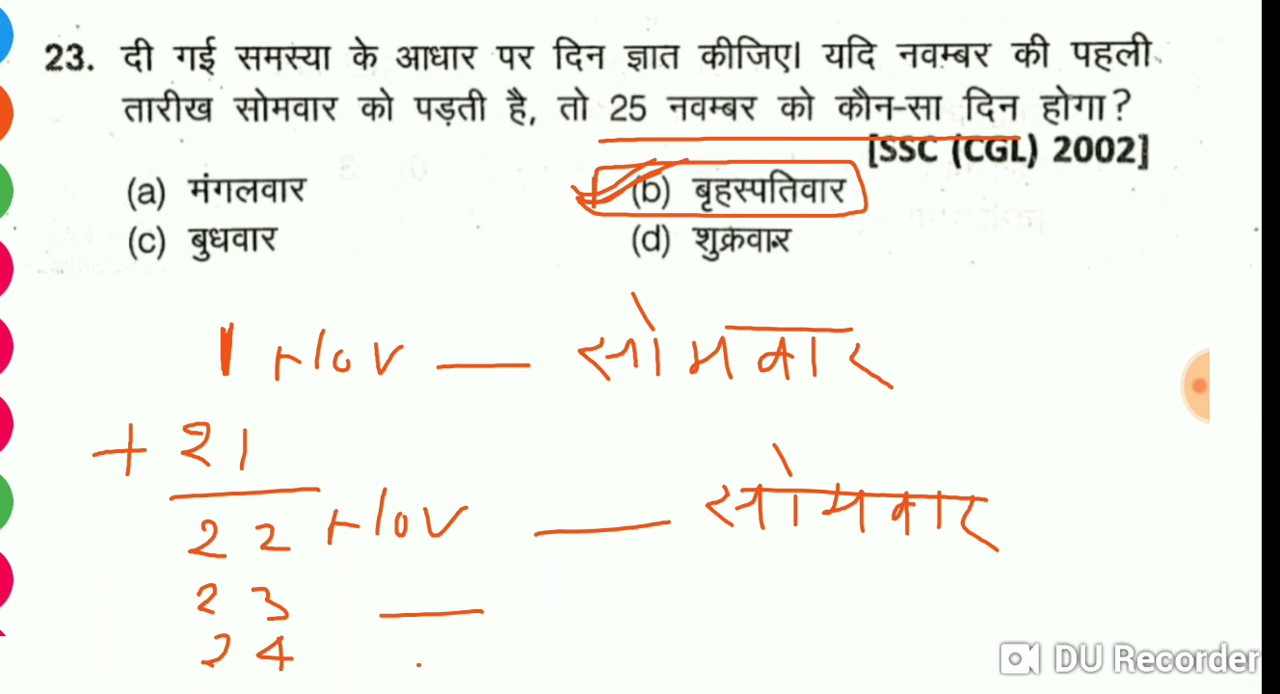 23. दी गई समस्या के आधार पर दिन ज्ञात कीजिए। यदि नवम्बर की पहली
तारीख सोमवार को पड़ती है, तो 25 नवम्बर को कौन-सा दिन होगा?
[SSC (CGL) 2002]
(a) मंगलवार (b) बृहस्पतिवार
(c) बुधवार (d) शुक्रवार
1 Nov — सोमवार
+ 21
22 Nov — सोमवार
23 —
24
DU Recorder